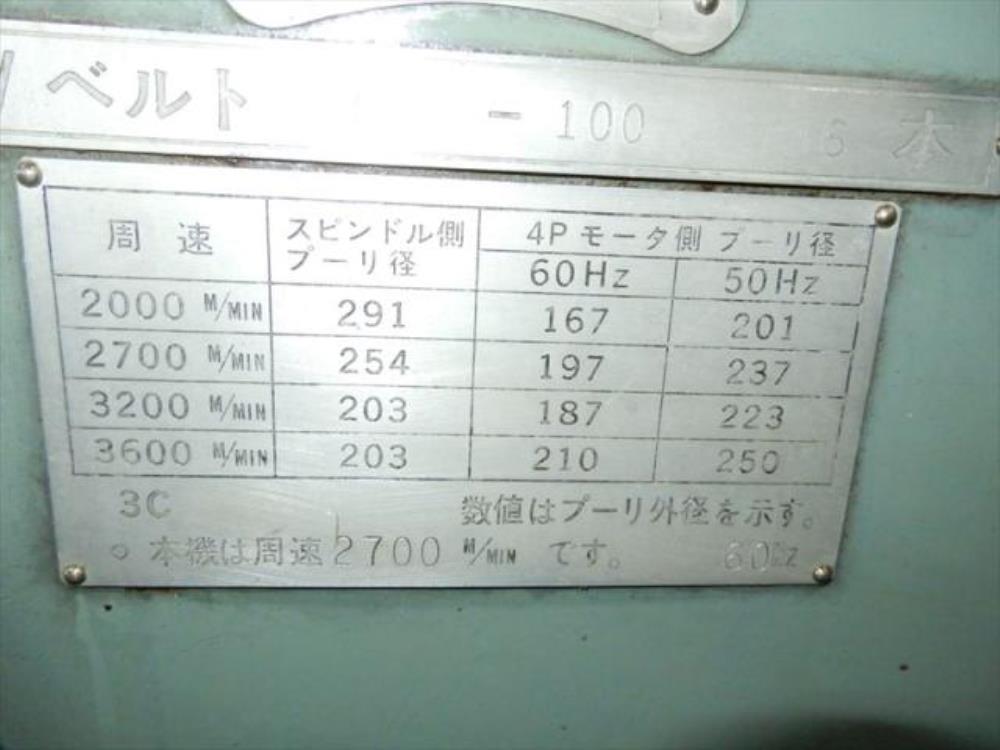 Vベルト - 100 6本
周速 スピンドル側プーリ径 4Pモータ側 プーリ径
60Hz 50Hz
2000 M/MIN 291 167 201
2700 M/MIN 254 197 237
3200 M/MIN 203 187 223
3600 M/MIN 203 210 250
3C 数値はプーリ外径を示す。
○ 本機は周速2700 M/MIN です。 60Hz